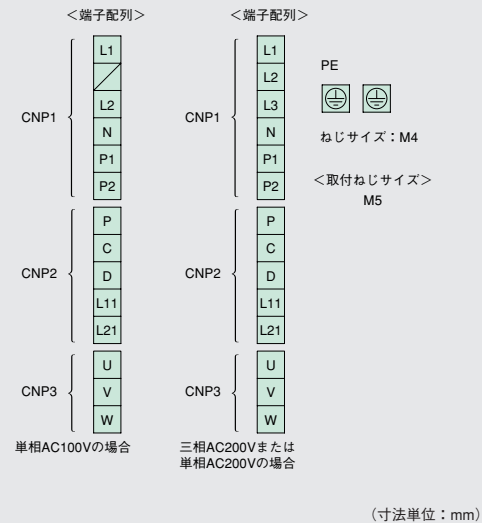 ＜端子配列＞
CNP1
L1
L2
N
P1
P2
CNP2
P
C
D
L11
L21
CNP3
U
V
W
単相AC100Vの場合
＜端子配列＞
CNP1
L1
L2
L3
N
P1
P2
CNP2
P
C
D
L11
L21
CNP3
U
V
W
三相AC200Vまたは
単相AC200Vの場合
PE
ねじサイズ：M4
＜取付ねじサイズ＞
M5
（寸法単位：mm）